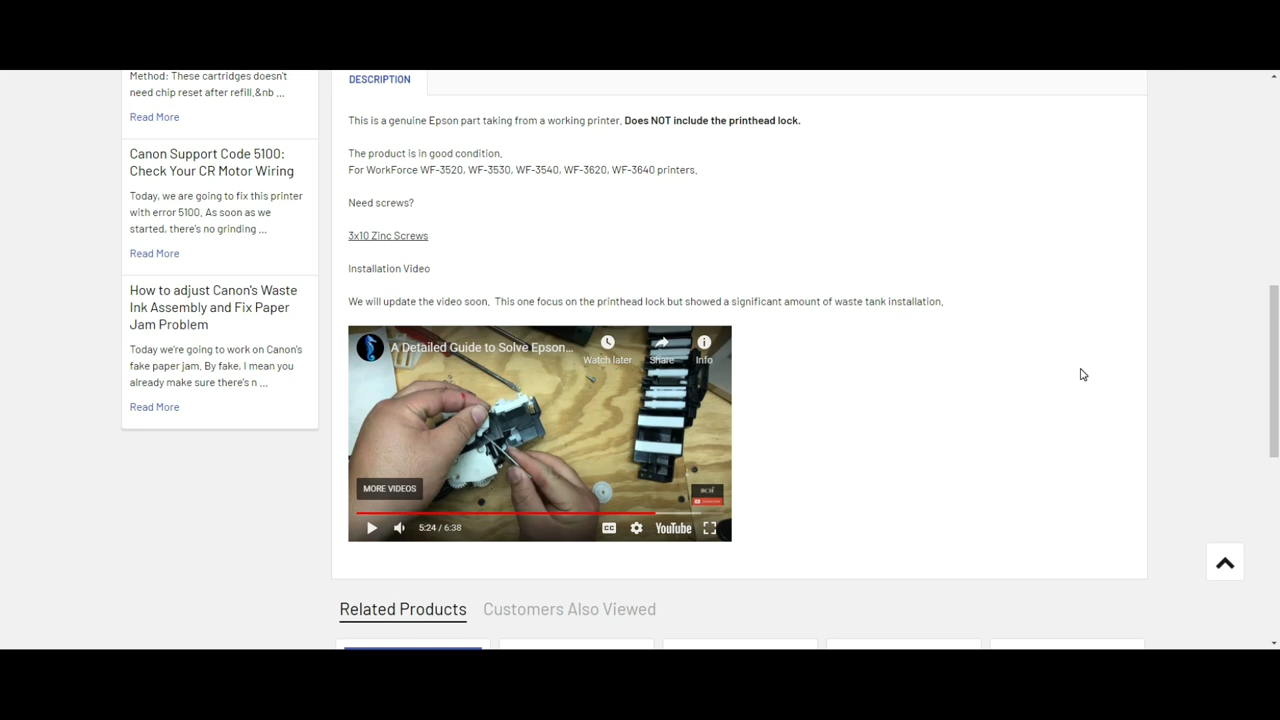 Method: These cartridges doesn't
need chip reset after refill.&nb ...
Read More
Canon Support Code 5100:
Check Your CR Motor Wiring
Today, we are going to fix this printer
with error 5100. As soon as we
started, there's no grinding ...
Read More
How to adjust Canon's Waste
Ink Assembly and Fix Paper
Jam Problem
Today we're going to work on Canon's
fake paper jam. By fake, I mean you
already make sure there's n ...
Read More
DESCRIPTION
This is a genuine Epson part taking from a working printer. Does NOT include the printhead lock.
The product is in good condition.
For WorkForce WF-3520, WF-3530, WF-3540, WF-3620, WF-3640 printers.
Need screws?
3x10 Zinc Screws
Installation Video
We will update the video soon. This one focus on the printhead lock but showed a significant amount of waste tank installation.
A Detailed Guide to Solve Epson...
Watch later
Share
Info
MORE VIDEOS
BCH
5:24 / 6:38
CC
YouTube
Related Products
Customers Also Viewed